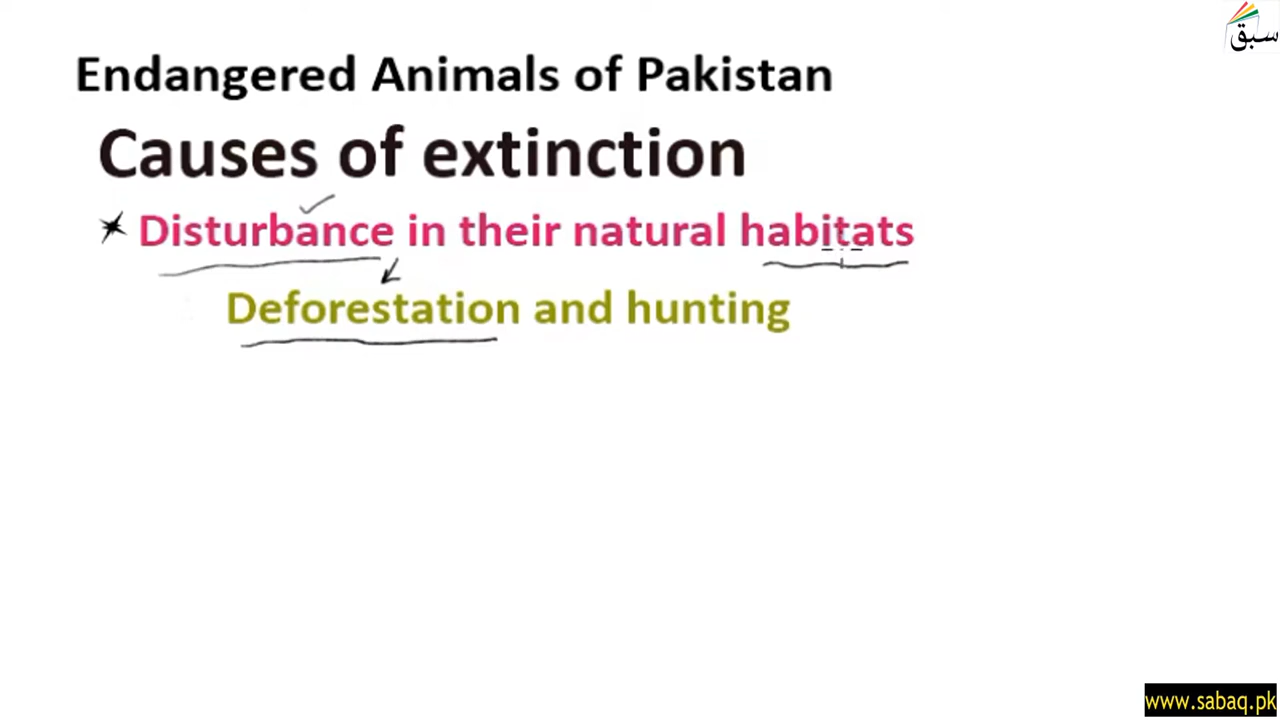 سبق
Endangered Animals of Pakistan
Causes of extinction
* Disturbance in their natural habitats
Deforestation and hunting
www.sabaq.pk